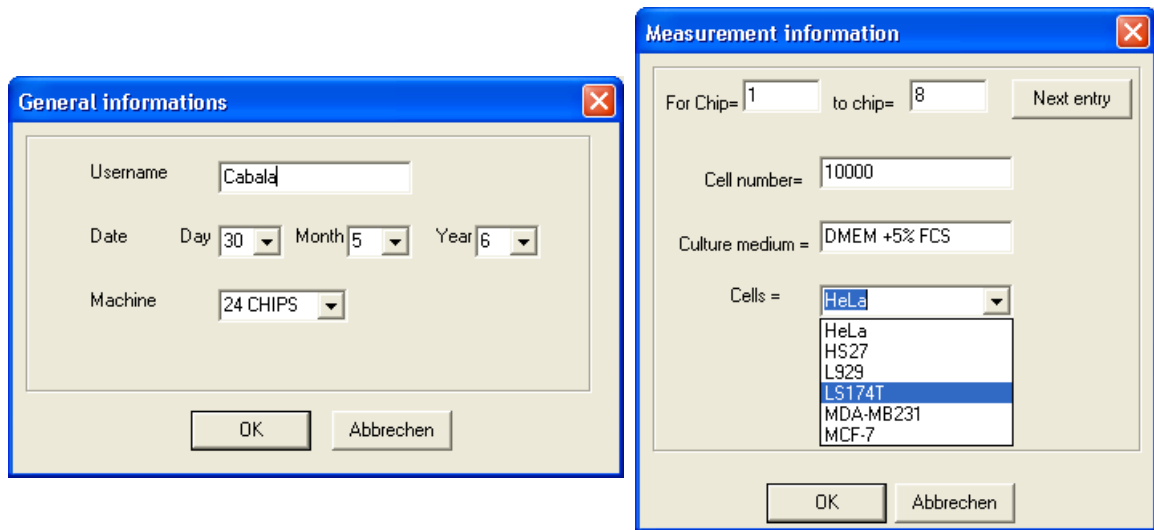 General informations
Username Cabala
Date Day 30 Month 5 Year 6
Machine 24 CHIPS
OK Abbrechen
Measurement information
For Chip= 1 to chip= 8 Next entry
Cell number= 10000
Culture medium = DMEM +5% FCS
Cells = HeLa
HeLa
HS27
L929
LS174T
MDA-MB231
MCF-7
OK Abbrechen